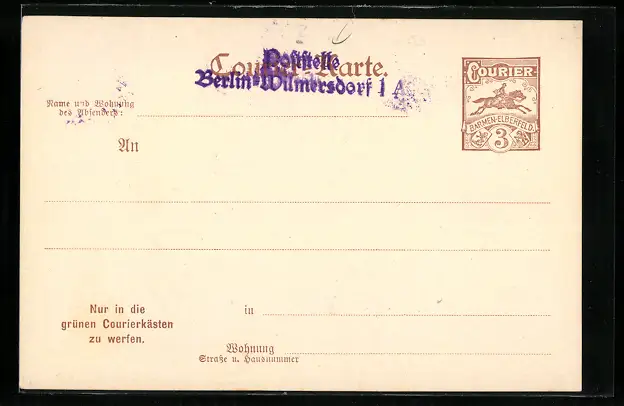 Poststelle
Courier-Karte.
Berlin-Wilmersdorf 1 A
COURIER
BARMEN-ELBERFELD
3
Name und Wohnung
des Absenders:
An
Nur in die
grünen Courierkästen
zu werfen.
in
Wohnung
Straße u. Hausnummer